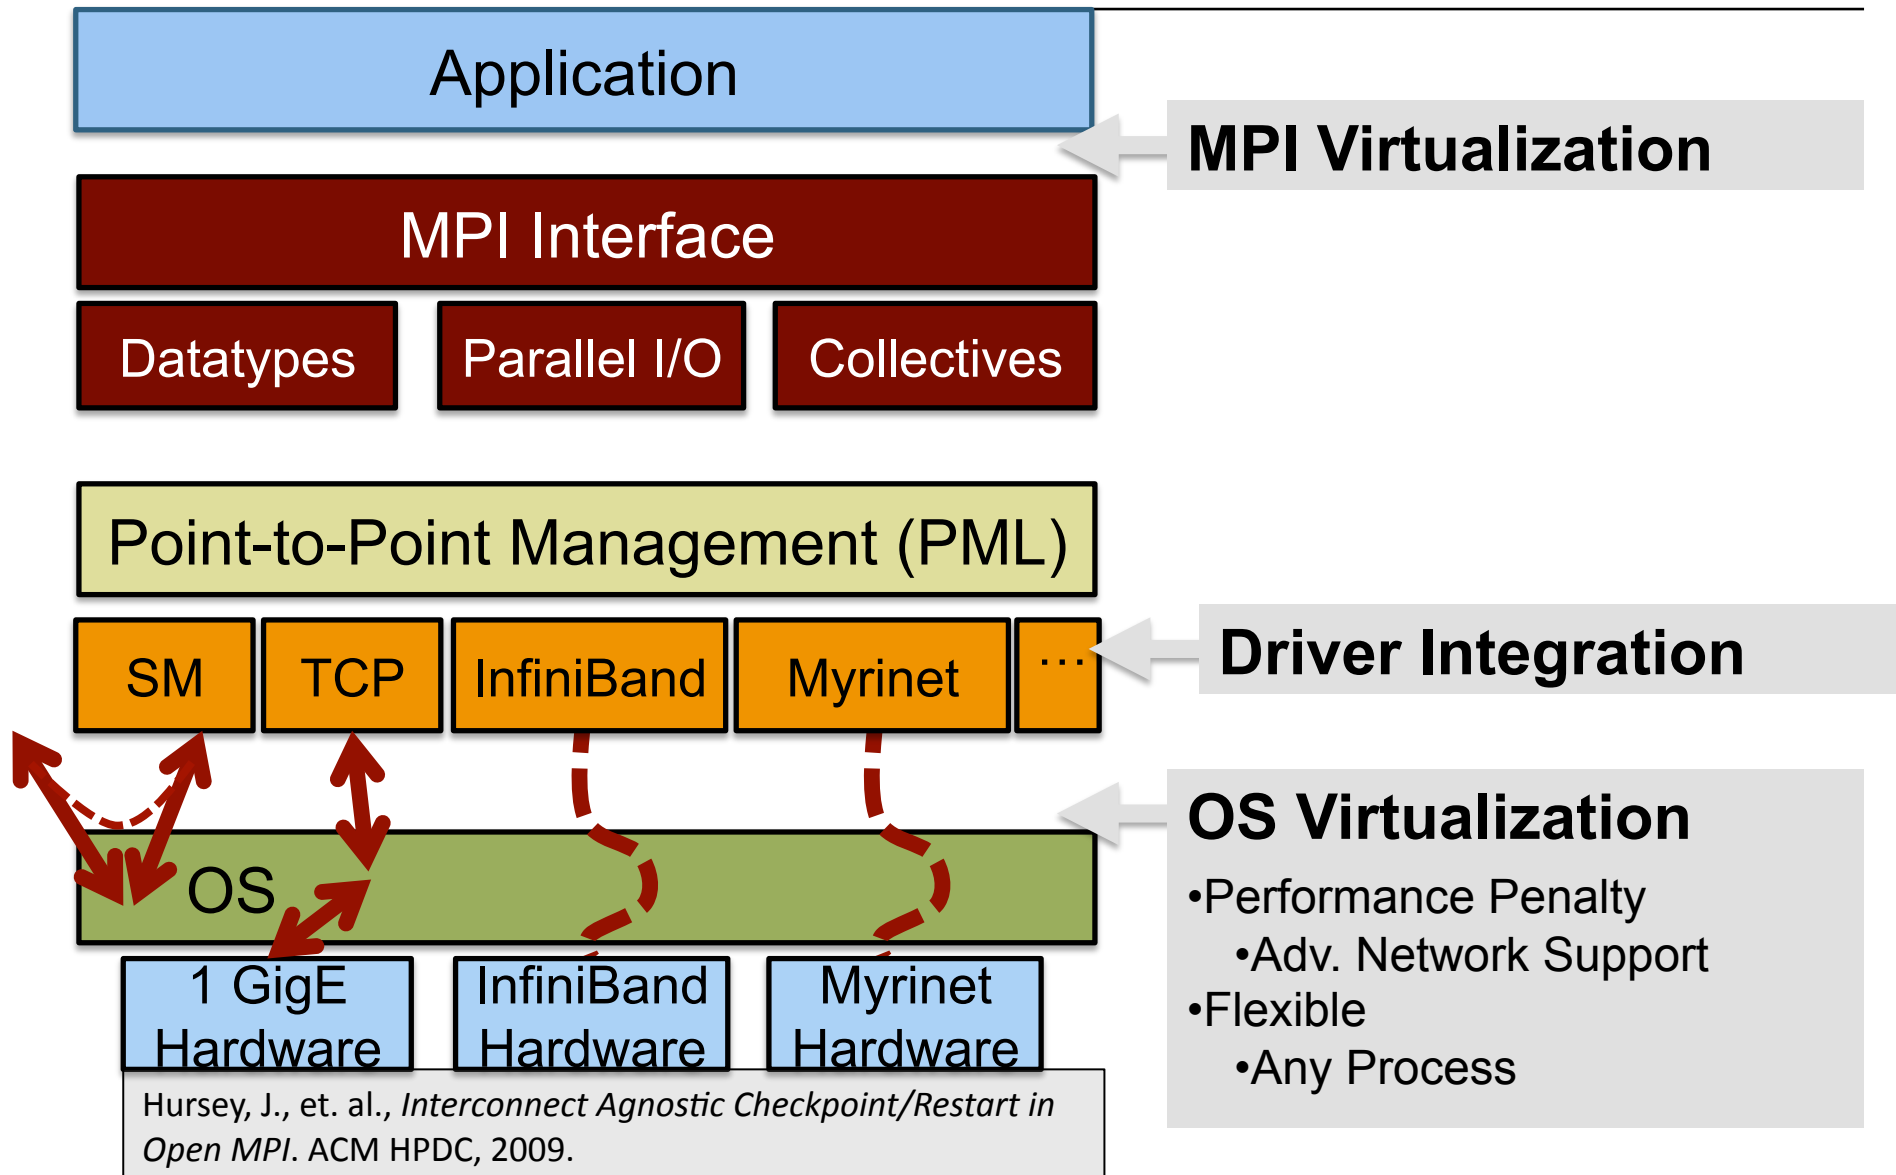 Application
MPI Virtualization
MPI Interface
Datatypes
Parallel I/O
Collectives
Point-to-Point Management (PML)
SM
TCP
InfiniBand
Myrinet
...
Driver Integration
OS Virtualization
•Performance Penalty
•Adv. Network Support
•Flexible
•Any Process
OS
1 GigE
Hardware
InfiniBand
Hardware
Myrinet
Hardware
Hursey, J., et. al., Interconnect Agnostic Checkpoint/Restart in
Open MPI. ACM HPDC, 2009.